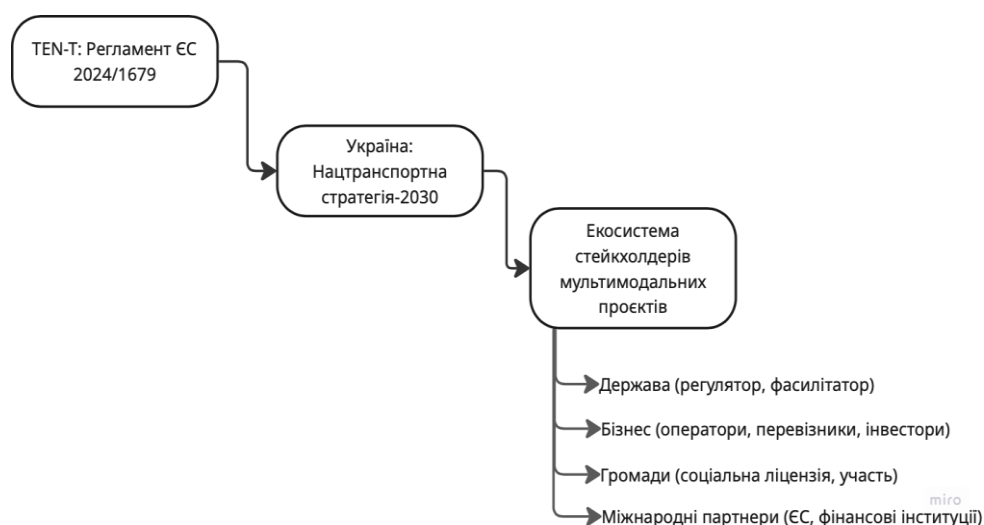 TEN-T: Регламент ЄС
2024/1679
Україна:
Нацтранспортна
стратегія-2030
Екосистема
стейкхолдерів
мультимодальних
проєктів
Держава (регулятор, фасилітатор)
Бізнес (оператори, перевізники, інвестори)
Громади (соціальна ліцензія, участь)
Міжнародні партнери (ЄС, фінансові інституції)
miro